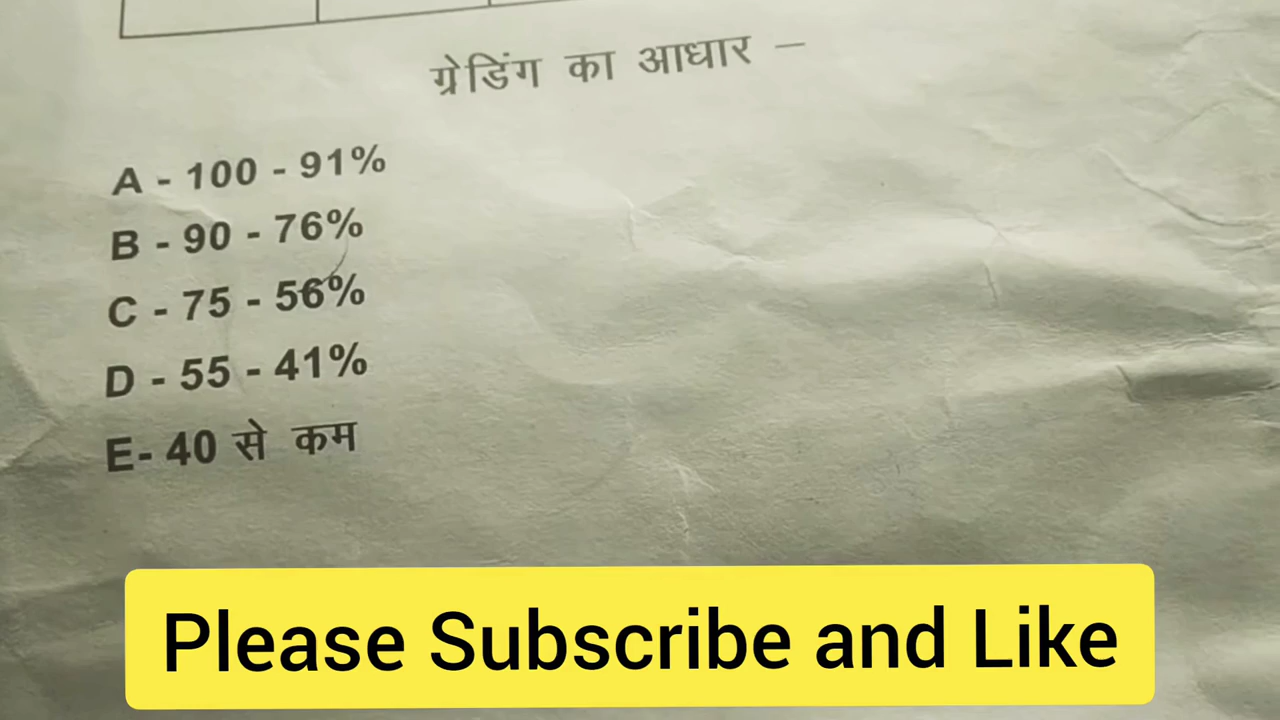 ग्रेडिंग का आधार –
A - 100 - 91%
B - 90 - 76%
C - 75 - 56%
D - 55 - 41%
E- 40 से कम
Please Subscribe and Like